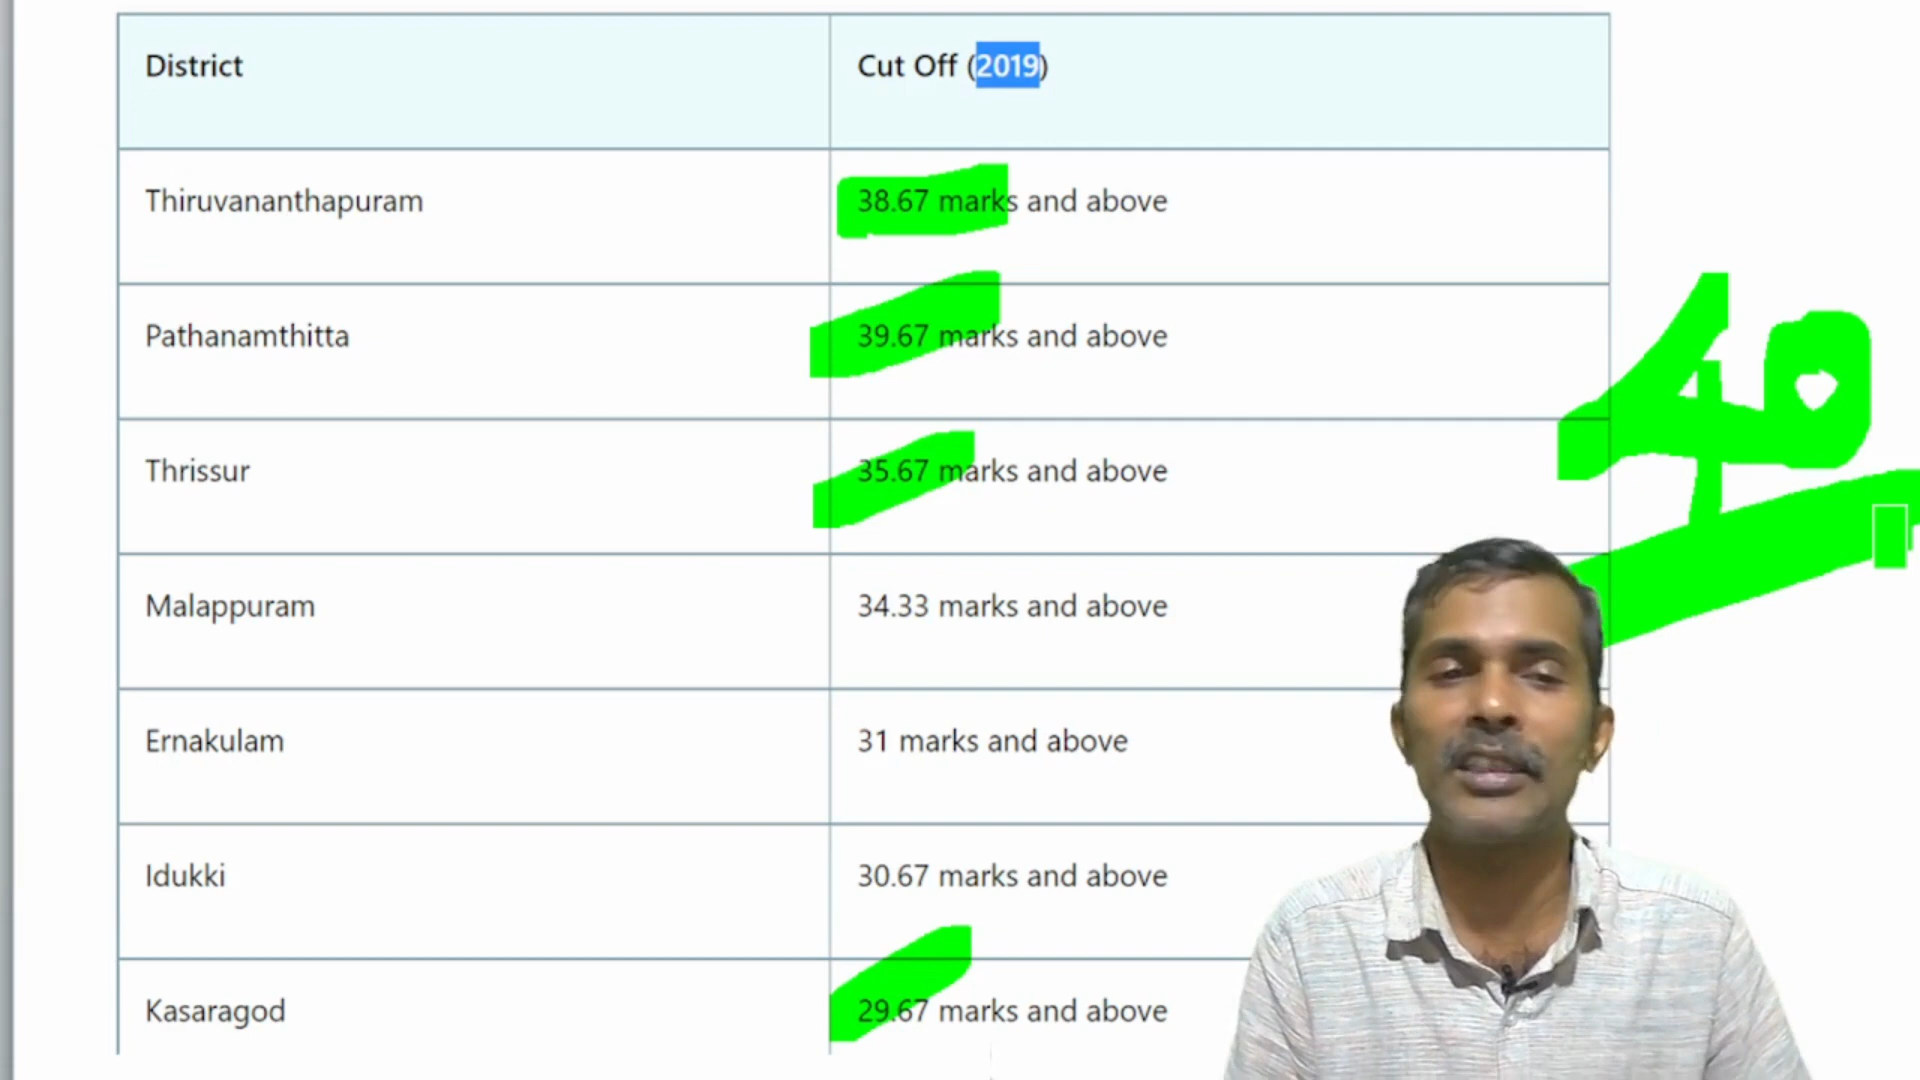 District Cut Off (2019)
Thiruvananthapuram 38.67 marks and above
Pathanamthitta 39.67 marks and above
40
Thrissur 35.67 marks and above
Malappuram 34.33 marks and above
Ernakulam 31 marks and above
Idukki 30.67 marks and above
Kasaragod 29.67 marks and above